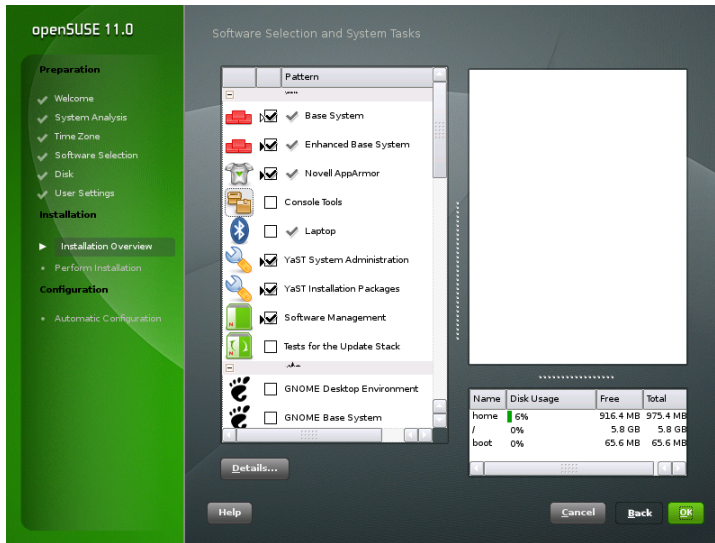 openSUSE 11.0
Software Selection and System Tasks
Preparation
Welcome
System Analysis
Time Zone
Software Selection
Disk
User Settings
Installation
Installation Overview
Perform Installation
Configuration
Automatic Configuration
Pattern
Base System
Enhanced Base System
Novell AppArmor
Console Tools
Laptop
YaST System Administration
YaST Installation Packages
Software Management
Tests for the Update Stack
GNOME Desktop Environment
GNOME Base System
Name Disk Usage Free Total
home 6% 916.4 MB 975.4 MB
/ 0% 5.8 GB 5.8 GB
boot 0% 65.6 MB 65.6 MB
Details...
Help
Cancel
Back
OK